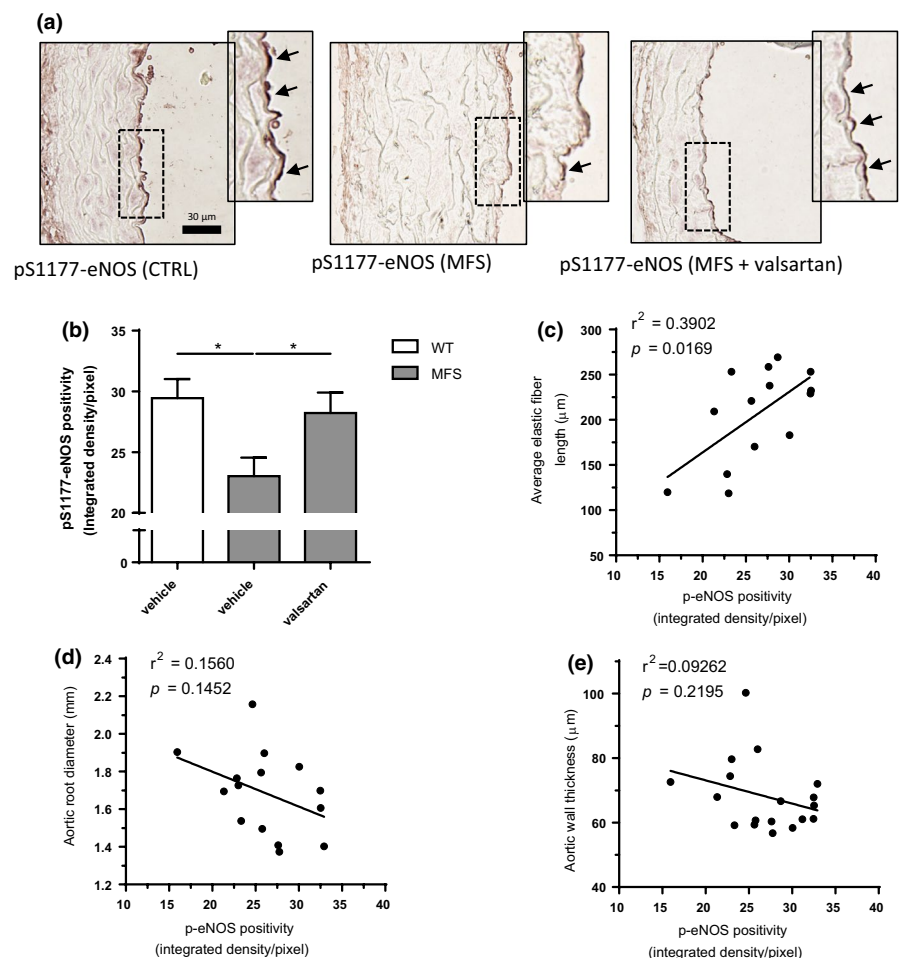 (a)
30 µm
pS1177-eNOS (CTRL)
pS1177-eNOS (MFS)
pS1177-eNOS (MFS + valsartan)
(b)
pS1177-eNOS positivity
(Integrated density/pixel)
35
30
25
20
0
*
*
WT
MFS
vehicle
vehicle
valsartan
(c)
r² = 0.3902
p = 0.0169
Average elastic fiber
length (µm)
300
250
200
150
100
50
10 15 20 25 30 35 40
p-eNOS positivity
(integrated density/pixel)
(d)
r² = 0.1560
p = 0.1452
Aortic root diameter (mm)
2.4
2.2
2.0
1.8
1.6
1.4
1.2
10 15 20 25 30 35 40
p-eNOS positivity
(integrated density/pixel)
(e)
r²=0.09262
p = 0.2195
Aortic wall thickness (µm)
100
80
60
40
10 15 20 25 30 35 40
p-eNOS positivity
(integrated density/pixel)